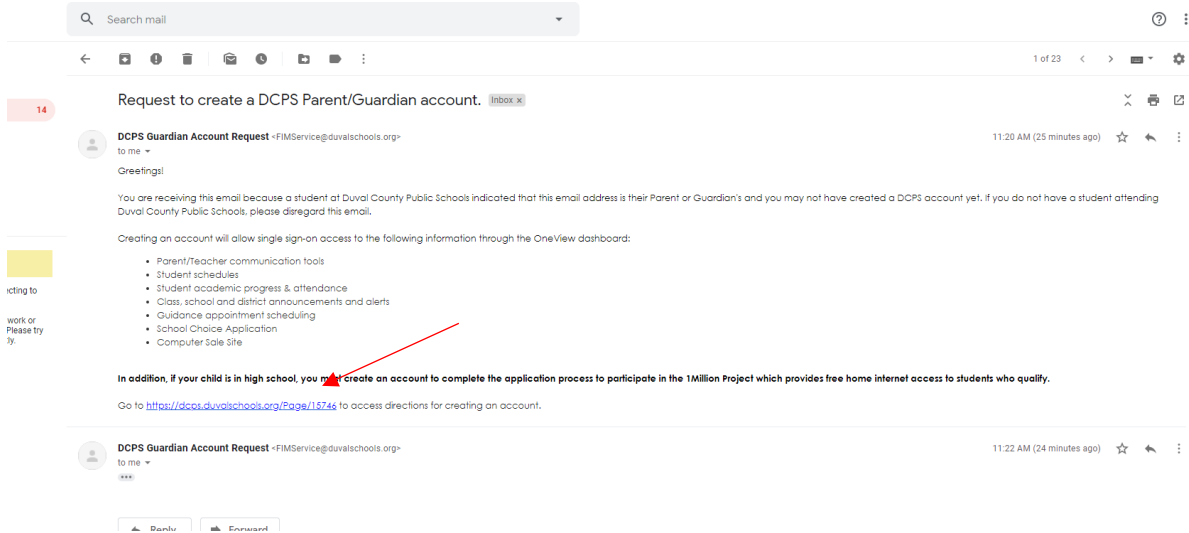 Search mail
1 of 23
Request to create a DCPS Parent/Guardian account. Inbox x
14
DCPS Guardian Account Request <FIMService@duvalschools.org> 11:20 AM (25 minutes ago)
to me
Greetings!
You are receiving this email because a student at Duval County Public Schools indicated that this email address is their Parent or Guardian's and you may not have created a DCPS account yet. If you do not have a student attending
Duval County Public Schools, please disregard this email.
Creating an account will allow single sign-on access to the following information through the OneView dashboard:
• Parent/Teacher communication tools
• Student schedules
• Student academic progress & attendance
• Class, school and district announcements and alerts
• Guidance appointment scheduling
• School Choice Application
• Computer Sale Site
ecting to
work or
Please try
In addition, if your child is in high school, you must create an account to complete the application process to participate in the 1Million Project which provides free home internet access to students who qualify.
Go to https://dcps.duvalschools.org/Page/15746 to access directions for creating an account.
DCPS Guardian Account Request <FIMService@duvalschools.org> 11:22 AM (24 minutes ago)
to me
Reply Forward